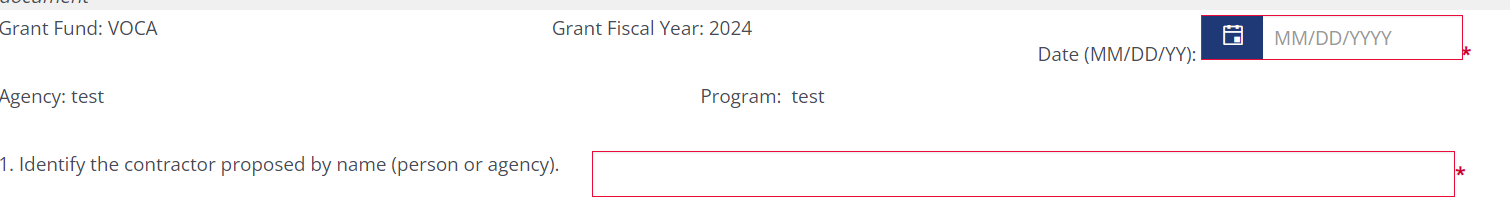 document
Grant Fund: VOCA
Grant Fiscal Year: 2024
Date (MM/DD/YY): MM/DD/YYYY *
Agency: test
Program: test
1. Identify the contractor proposed by name (person or agency). *